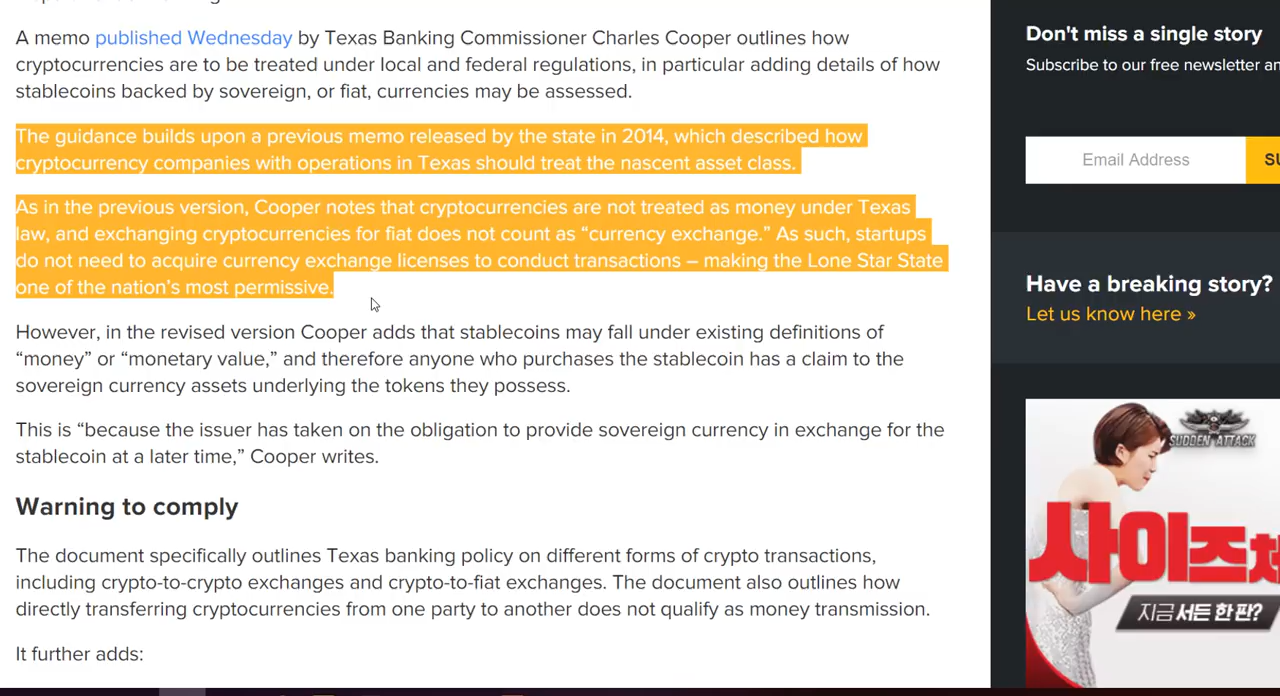 A memo published Wednesday by Texas Banking Commissioner Charles Cooper outlines how
cryptocurrencies are to be treated under local and federal regulations, in particular adding details of how
stablecoins backed by sovereign, or fiat, currencies may be assessed.
The guidance builds upon a previous memo released by the state in 2014, which described how
cryptocurrency companies with operations in Texas should treat the nascent asset class.
As in the previous version, Cooper notes that cryptocurrencies are not treated as money under Texas
law, and exchanging cryptocurrencies for fiat does not count as “currency exchange.” As such, startups
do not need to acquire currency exchange licenses to conduct transactions – making the Lone Star State
one of the nation’s most permissive.
However, in the revised version Cooper adds that stablecoins may fall under existing definitions of
“money” or “monetary value,” and therefore anyone who purchases the stablecoin has a claim to the
sovereign currency assets underlying the tokens they possess.
This is “because the issuer has taken on the obligation to provide sovereign currency in exchange for the
stablecoin at a later time,” Cooper writes.
Warning to comply
The document specifically outlines Texas banking policy on different forms of crypto transactions,
including crypto-to-crypto exchanges and crypto-to-fiat exchanges. The document also outlines how
directly transferring cryptocurrencies from one party to another does not qualify as money transmission.
It further adds:
Don't miss a single story
Subscribe to our free newsletter an
Email Address
SU
Have a breaking story?
Let us know here »
SUDDEN ATTACK
사이즈
지금 서든 한 판?